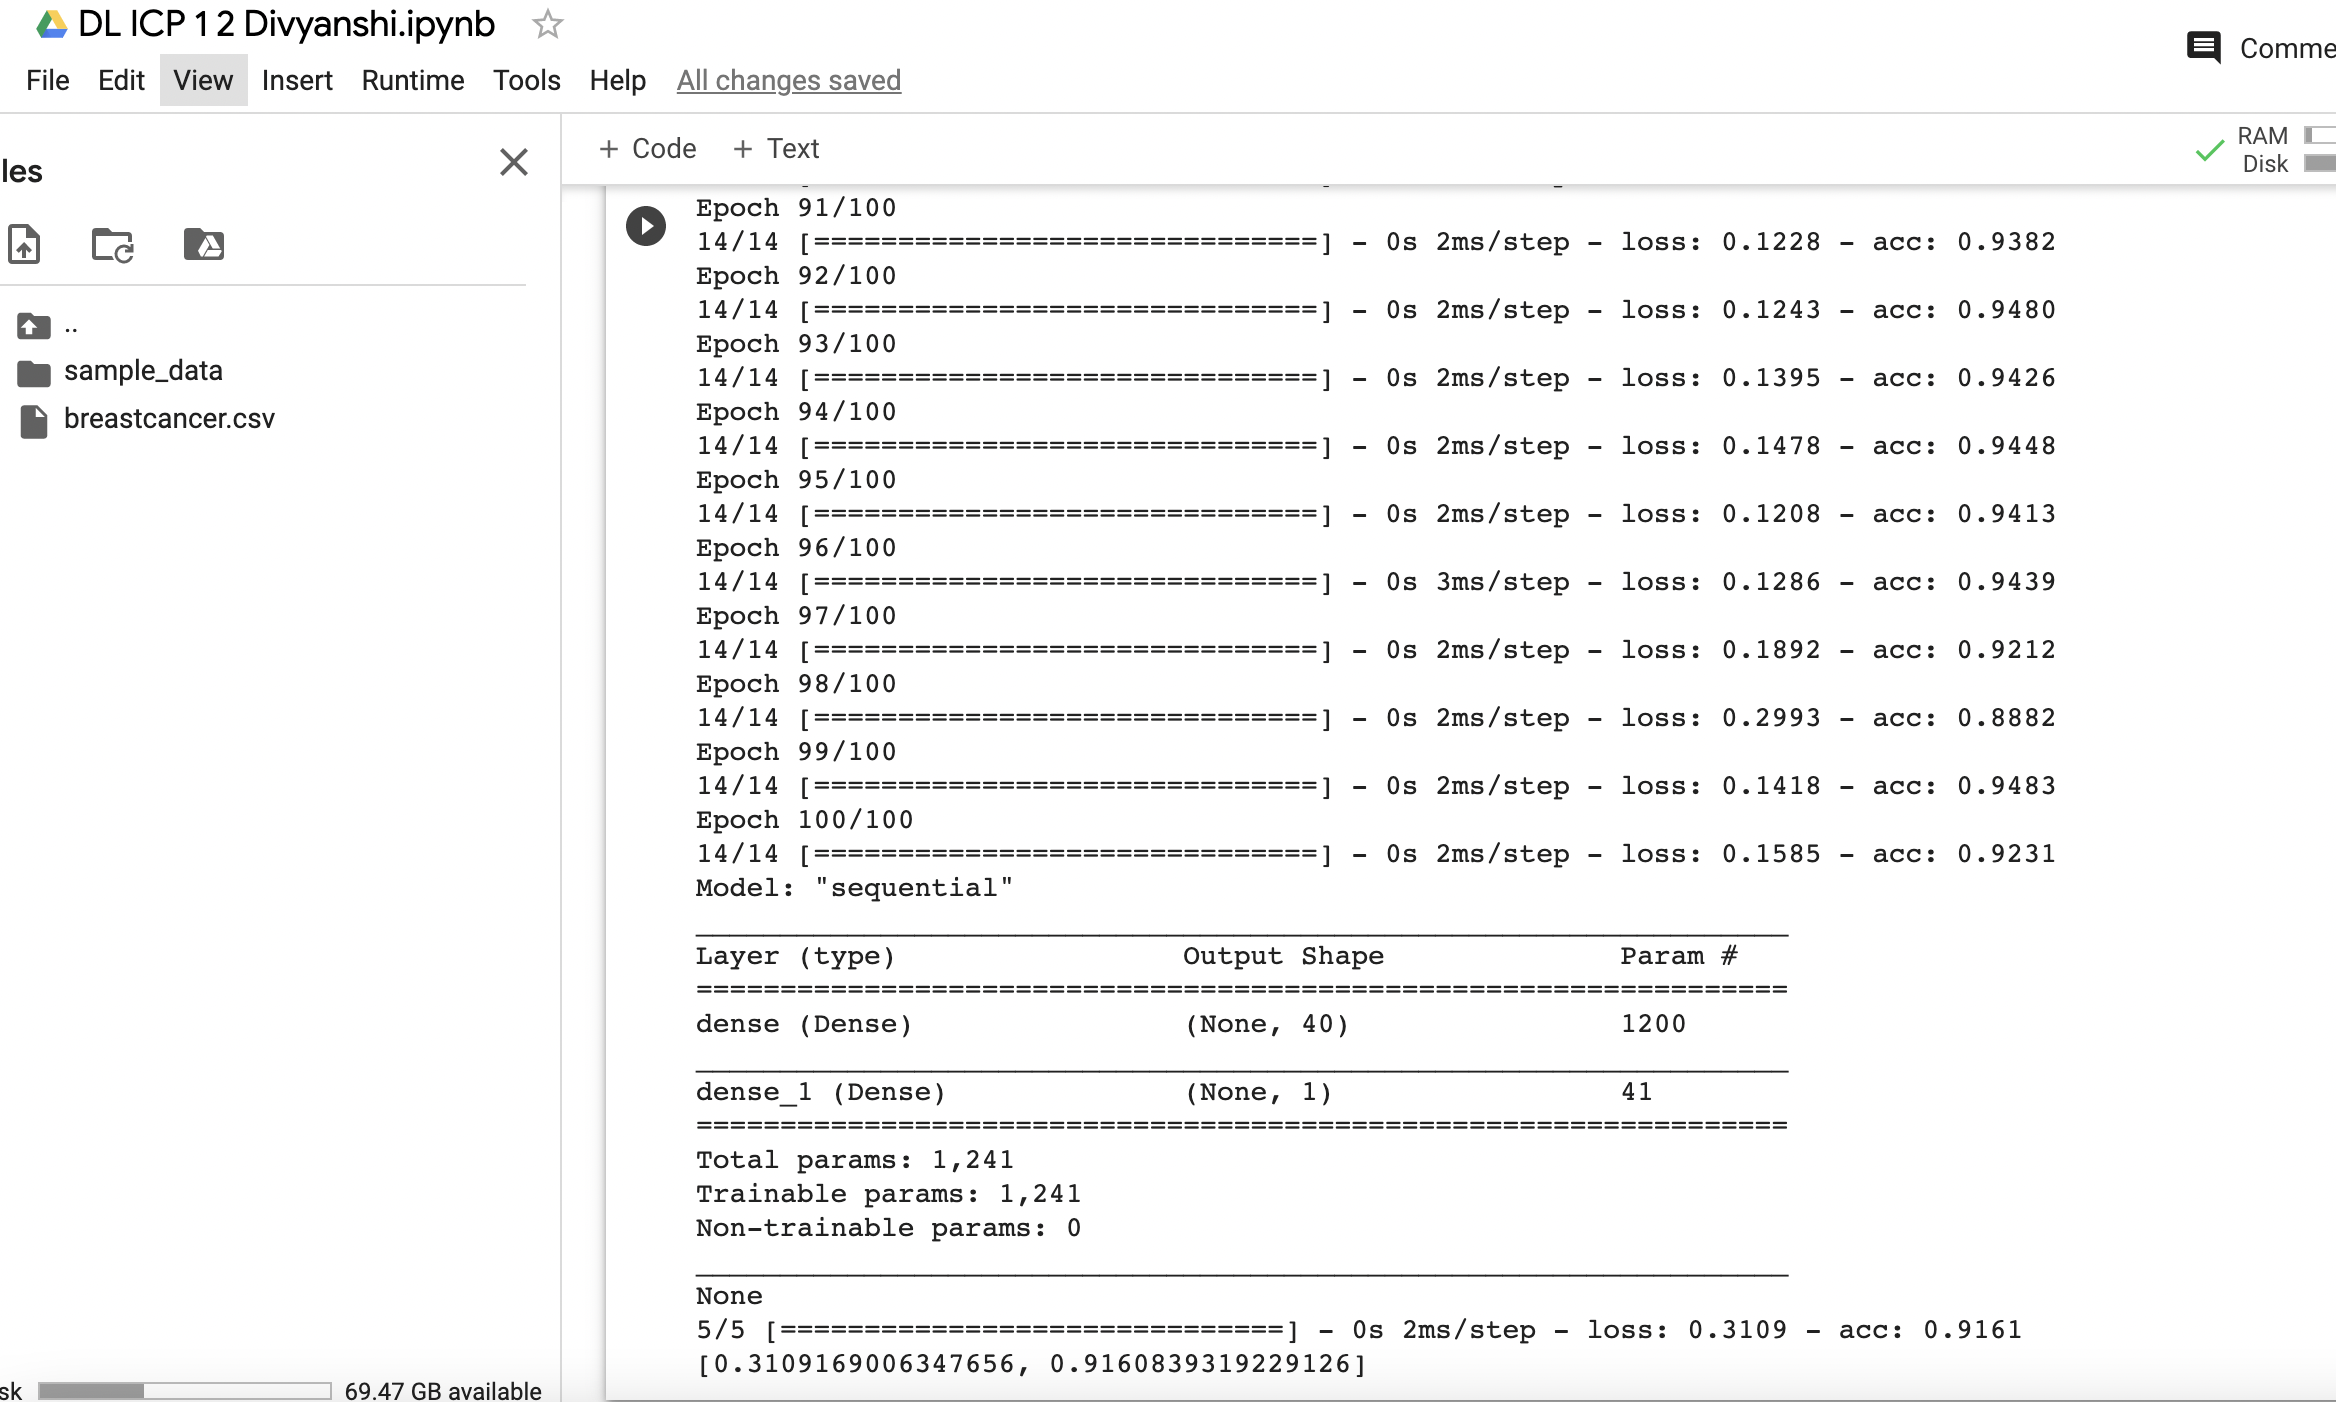 DL ICP 1 2 Divyanshi.ipynb
Comme
File Edit View Insert Runtime Tools Help All changes saved
les
+ Code + Text
RAM
Disk
..
sample_data
breastcancer.csv
Epoch 91/100
14/14 [==============================] - 0s 2ms/step - loss: 0.1228 - acc: 0.9382
Epoch 92/100
14/14 [==============================] - 0s 2ms/step - loss: 0.1243 - acc: 0.9480
Epoch 93/100
14/14 [==============================] - 0s 2ms/step - loss: 0.1395 - acc: 0.9426
Epoch 94/100
14/14 [==============================] - 0s 2ms/step - loss: 0.1478 - acc: 0.9448
Epoch 95/100
14/14 [==============================] - 0s 2ms/step - loss: 0.1208 - acc: 0.9413
Epoch 96/100
14/14 [==============================] - 0s 3ms/step - loss: 0.1286 - acc: 0.9439
Epoch 97/100
14/14 [==============================] - 0s 2ms/step - loss: 0.1892 - acc: 0.9212
Epoch 98/100
14/14 [==============================] - 0s 2ms/step - loss: 0.2993 - acc: 0.8882
Epoch 99/100
14/14 [==============================] - 0s 2ms/step - loss: 0.1418 - acc: 0.9483
Epoch 100/100
14/14 [==============================] - 0s 2ms/step - loss: 0.1585 - acc: 0.9231
Model: "sequential"
_________________________________________________________________
Layer (type) Output Shape Param #
=================================================================
dense (Dense) (None, 40) 1200
_________________________________________________________________
dense_1 (Dense) (None, 1) 41
=================================================================
Total params: 1,241
Trainable params: 1,241
Non-trainable params: 0
_________________________________________________________________
None
5/5 [==============================] - 0s 2ms/step - loss: 0.3109 - acc: 0.9161
[0.3109169006347656, 0.9160839319229126]
sk 69.47 GB available